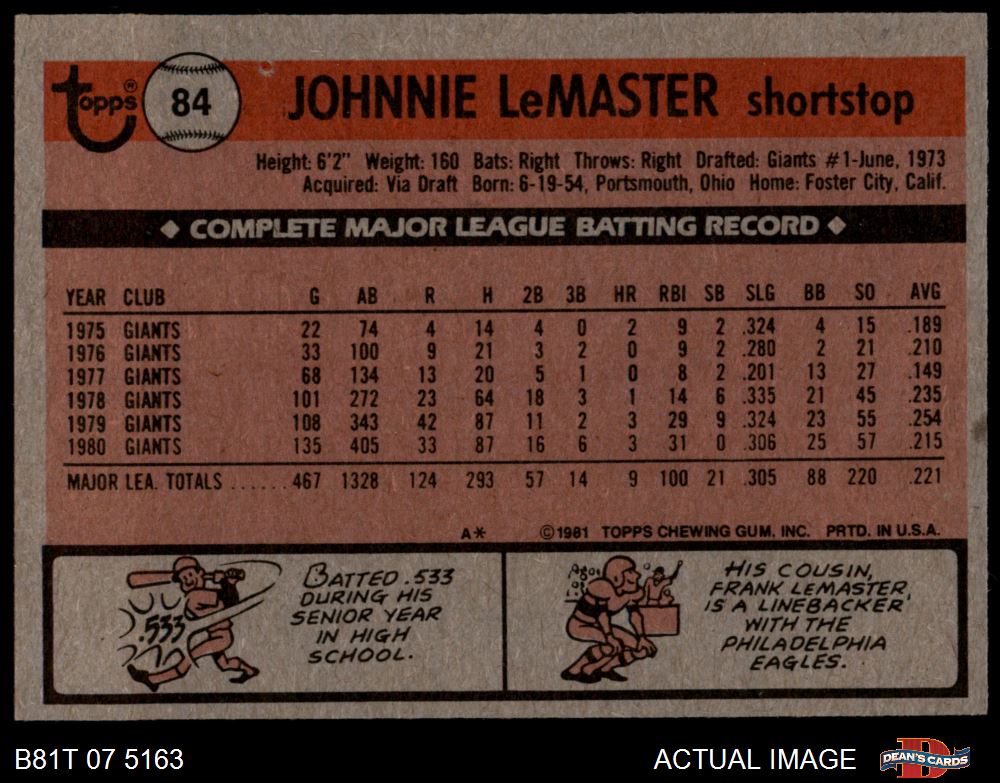 Topps® 84 JOHNNIE LeMASTER shortstop
Height: 6'2" Weight: 160 Bats: Right Throws: Right Drafted: Giants #1-June, 1973
Acquired: Via Draft Born: 6-19-54, Portsmouth, Ohio Home: Foster City, Calif.
◆ COMPLETE MAJOR LEAGUE BATTING RECORD ◆
YEAR CLUB G AB R H 2B 3B HR RBI SB SLG BB SO AVG
1975 GIANTS 22 74 4 14 4 0 2 9 2 .324 4 15 .189
1976 GIANTS 33 100 9 21 3 2 0 9 2 .280 2 21 .210
1977 GIANTS 68 134 13 20 5 1 0 8 2 .201 13 27 .149
1978 GIANTS 101 272 23 64 18 3 1 14 6 .335 21 45 .235
1979 GIANTS 108 343 42 87 11 2 3 29 9 .324 23 55 .254
1980 GIANTS 135 405 33 87 16 6 3 31 0 .306 25 57 .215
MAJOR LEA. TOTALS ...... 467 1328 124 293 57 14 9 100 21 .305 88 220 .221
A* ©1981 TOPPS CHEWING GUM, INC. PRTD. IN U.S.A.
.533
BATTED .533
DURING HIS
SENIOR YEAR
IN HIGH
SCHOOL.
HIS COUSIN,
FRANK LEMASTER,
IS A LINEBACKER
WITH THE
PHILADELPHIA
EAGLES.
B81T 07 5163 ACTUAL IMAGE DEAN'S CARDS